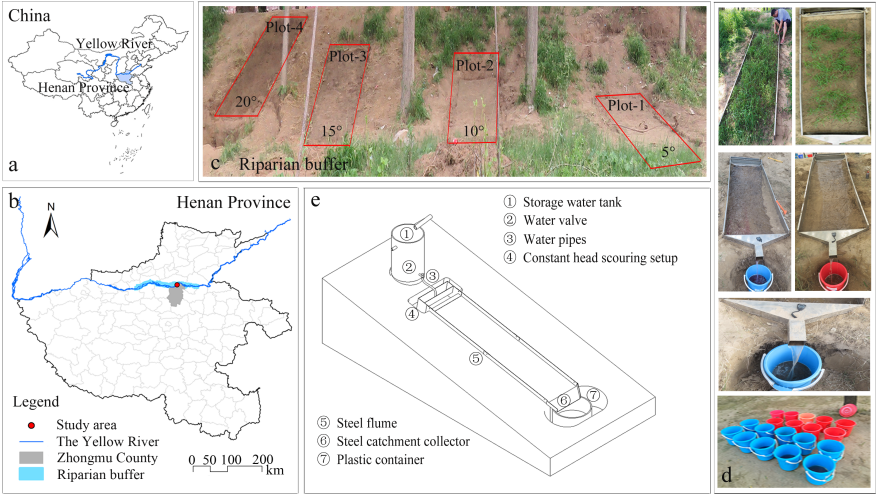 China
Yellow River
Henan Province
a
Plot-4
Plot-3
Plot-2
Plot-1
20°
15°
10°
5°
c Riparian buffer
b
Henan Province
N
Legend
Study area
The Yellow River
Zhongmu County
Riparian buffer
0 50 100 200
km
e
① Storage water tank
② Water valve
③ Water pipes
④ Constant head scouring setup
①
②
③
④
⑤
⑥
⑦
⑤ Steel flume
⑥ Steel catchment collector
⑦ Plastic container
d